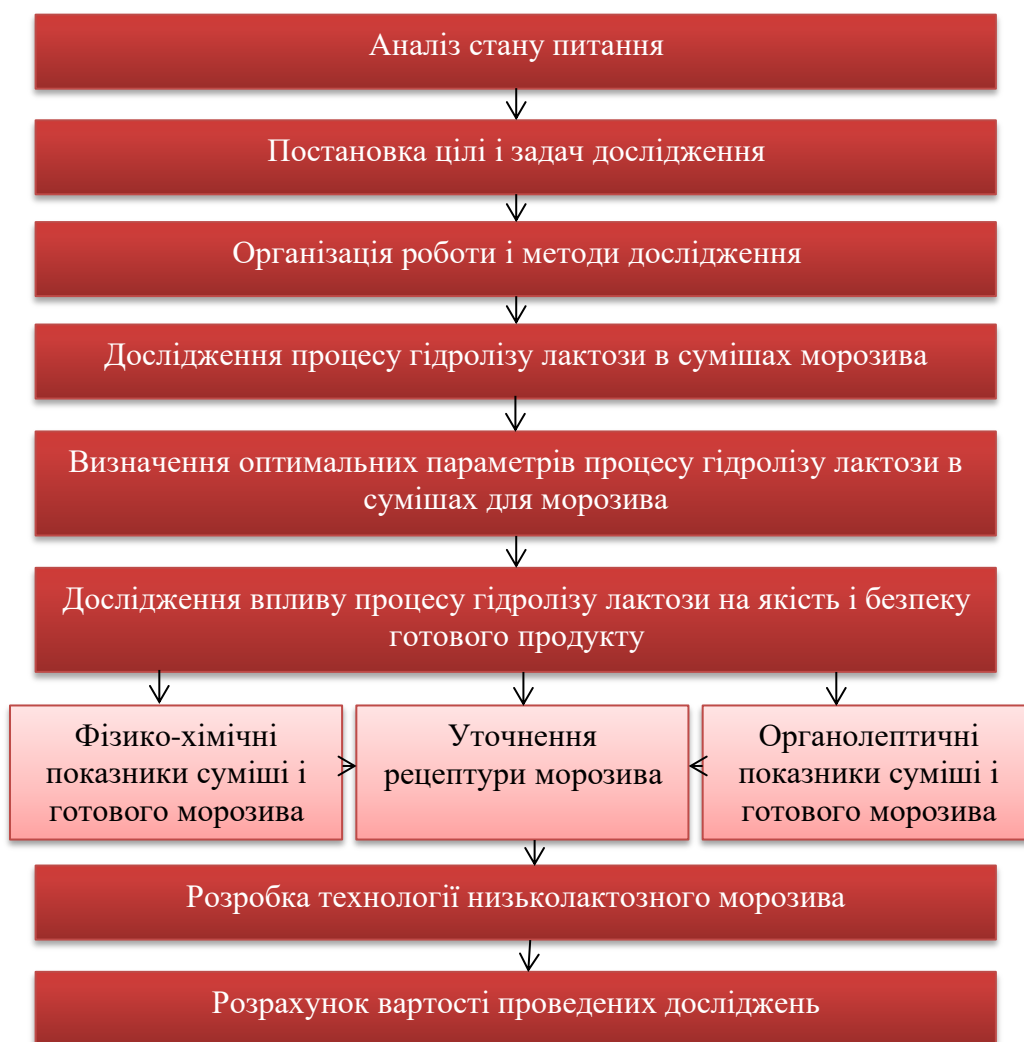 Аналіз стану питання
Постановка цілі і задач дослідження
Організація роботи і методи дослідження
Дослідження процесу гідролізу лактози в сумішах морозива
Визначення оптимальних параметрів процесу гідролізу лактози в
сумішах для морозива
Дослідження впливу процесу гідролізу лактози на якість і безпеку
готового продукту
Фізико-хімічні
показники суміші і
готового морозива
Уточнення
рецептури морозива
Органолептичні
показники суміші і
готового морозива
Розробка технології низьколактозного морозива
Розрахунок вартості проведених досліджень